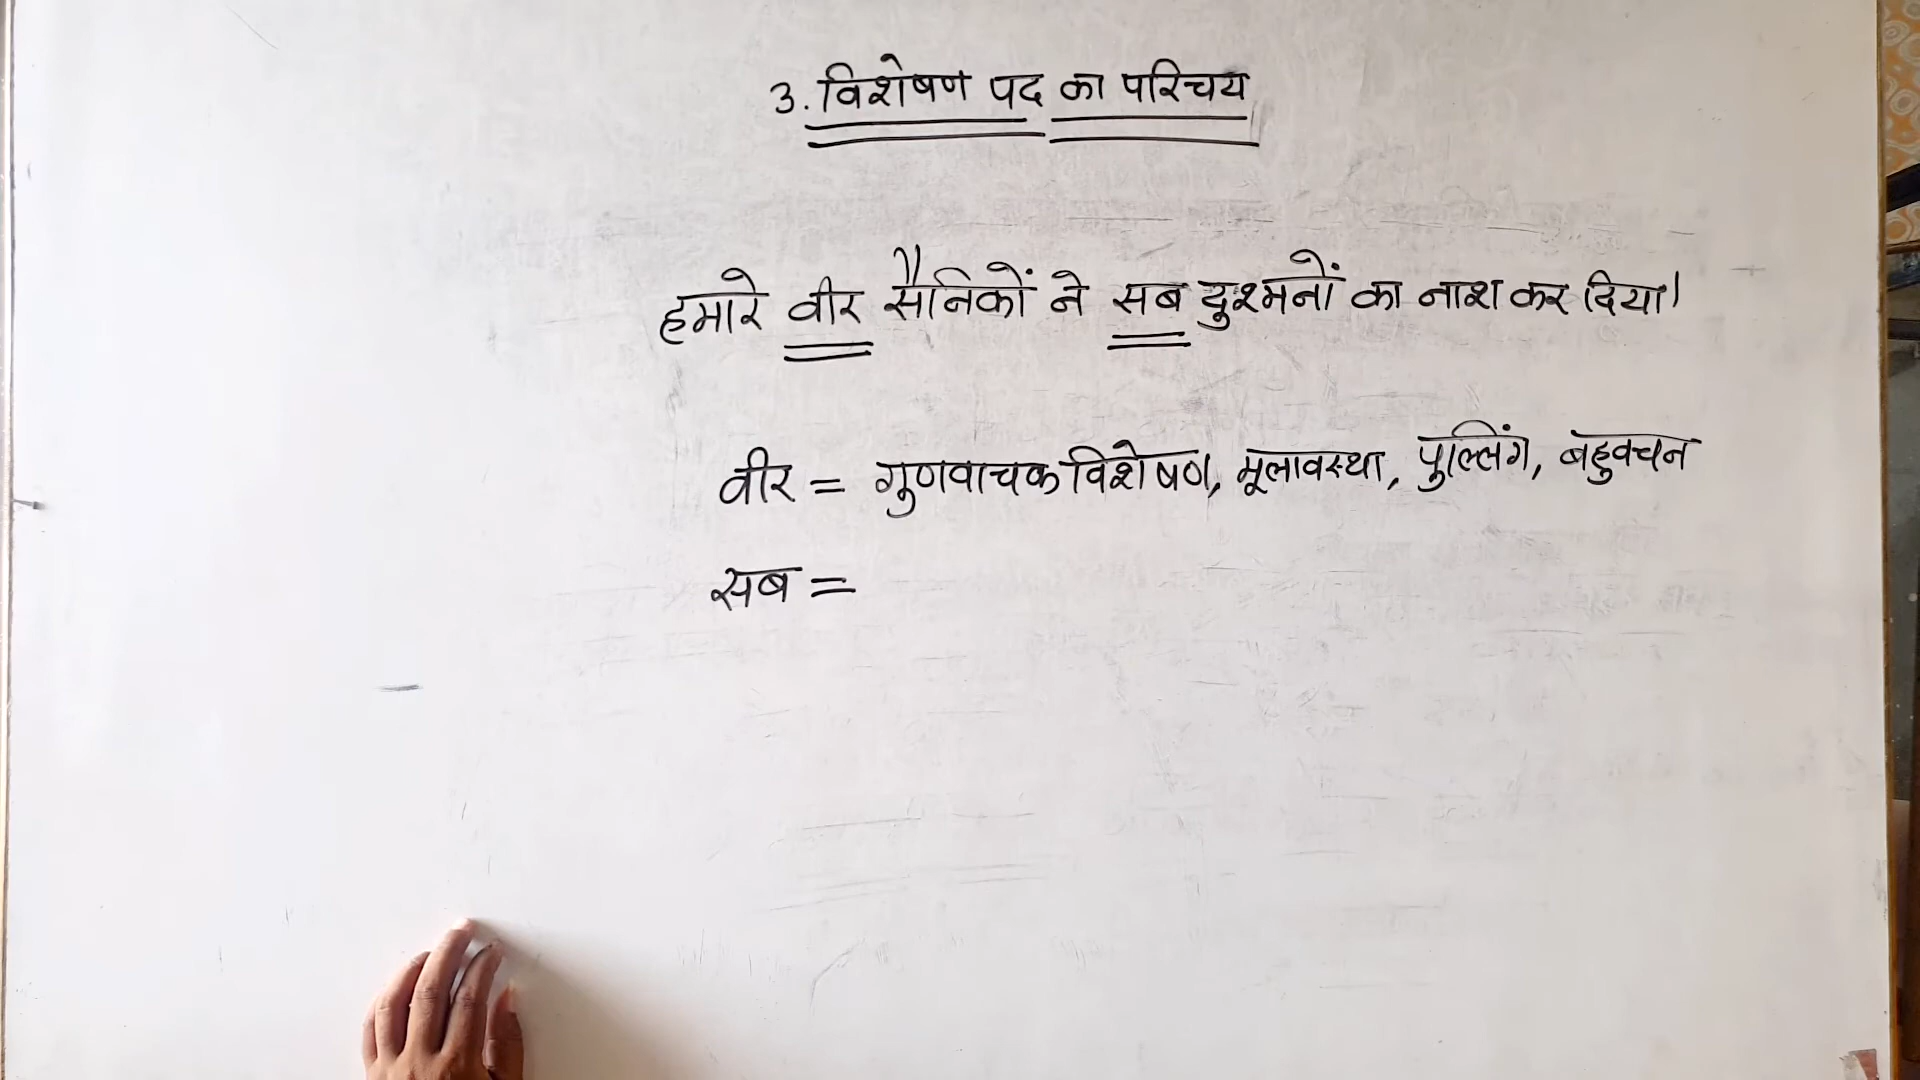 3. विशेषण पद का परिचय
हमारे वीर सैनिकों ने सब दुश्मनों का नाश कर दिया।
वीर = गुणवाचक विशेषण, मूलावस्था, पुल्लिंग, बहुवचन
सब =